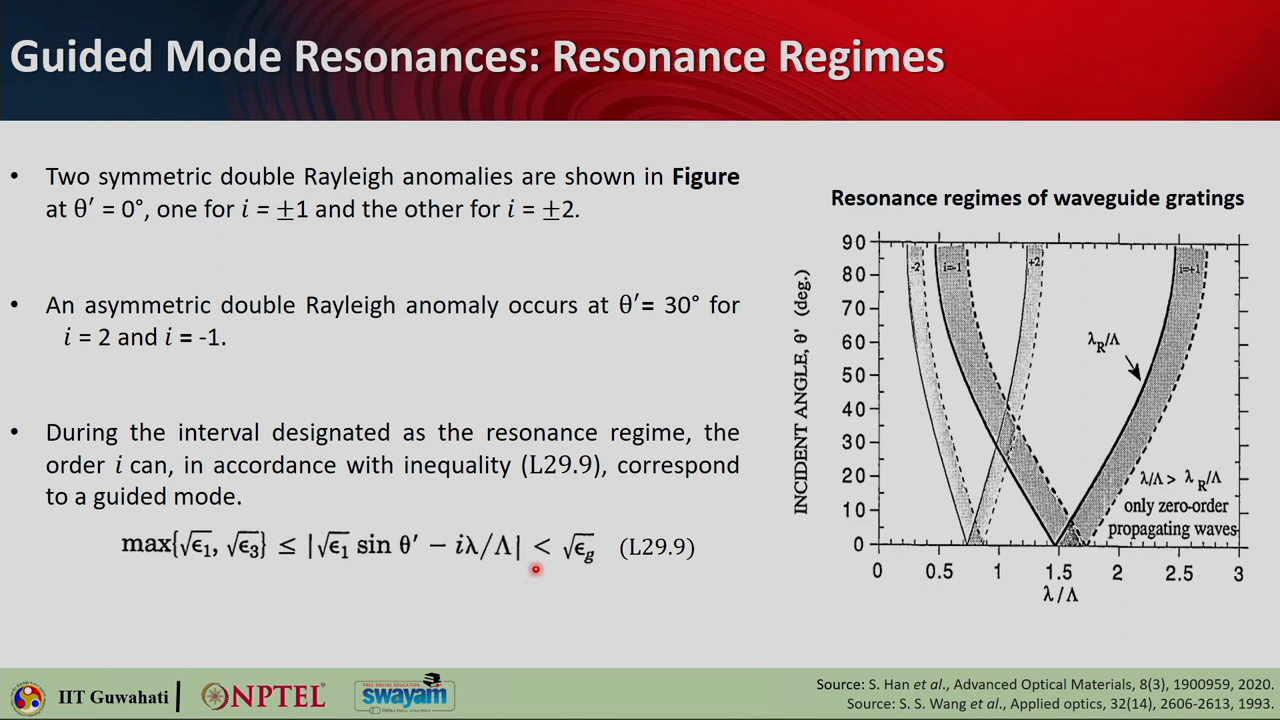 Guided Mode Resonances: Resonance Regimes
• Two symmetric double Rayleigh anomalies are shown in Figure
at θ′ = 0°, one for i = ±1 and the other for i = ±2.
• An asymmetric double Rayleigh anomaly occurs at θ′= 30° for
i = 2 and i = -1.
• During the interval designated as the resonance regime, the
order i can, in accordance with inequality (L29.9), correspond
to a guided mode.
max{√ϵ₁, √ϵ₃} ≤ |√ϵ₁ sin θ′ − iλ/Λ| < √ϵg (L29.9)
Resonance regimes of waveguide gratings
INCIDENT ANGLE, θ′ (deg.)
90
80
70
60
50
40
30
20
10
0
-2
i=-1
+2
i=+1
λR/Λ
λ/Λ > λR/Λ
only zero-order
propagating waves
0 0.5 1 1.5 2 2.5 3
λ/Λ
IIT Guwahati
NPTEL
FREE ONLINE EDUCATION
swayam
Source: S. Han et al., Advanced Optical Materials, 8(3), 1900959, 2020.
Source: S. S. Wang et al., Applied optics, 32(14), 2606-2613, 1993.